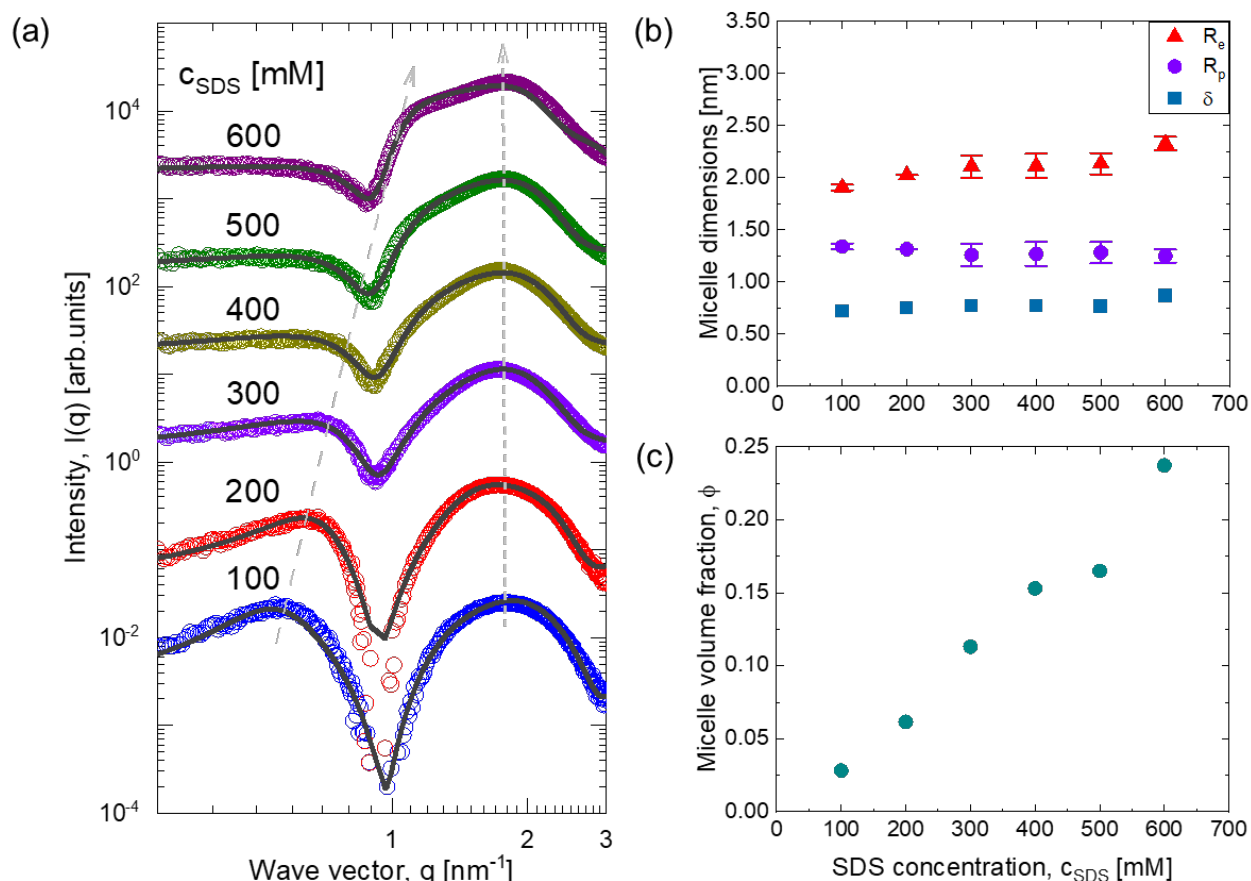 (a)
c_SDS [mM]
600
500
400
300
200
100
10^4
10^2
10^0
10^-2
10^-4
Intensity, I(q) [arb.units]
1
2
3
Wave vector, q [nm^-1]
(b)
R_e
R_p
δ
3.50
3.00
2.50
2.00
1.50
1.00
0.50
0.00
Micelle dimensions [nm]
0 100 200 300 400 500 600 700
(c)
0.25
0.20
0.15
0.10
0.05
0.00
Micelle volume fraction, ϕ
0 100 200 300 400 500 600 700
SDS concentration, c_SDS [mM]